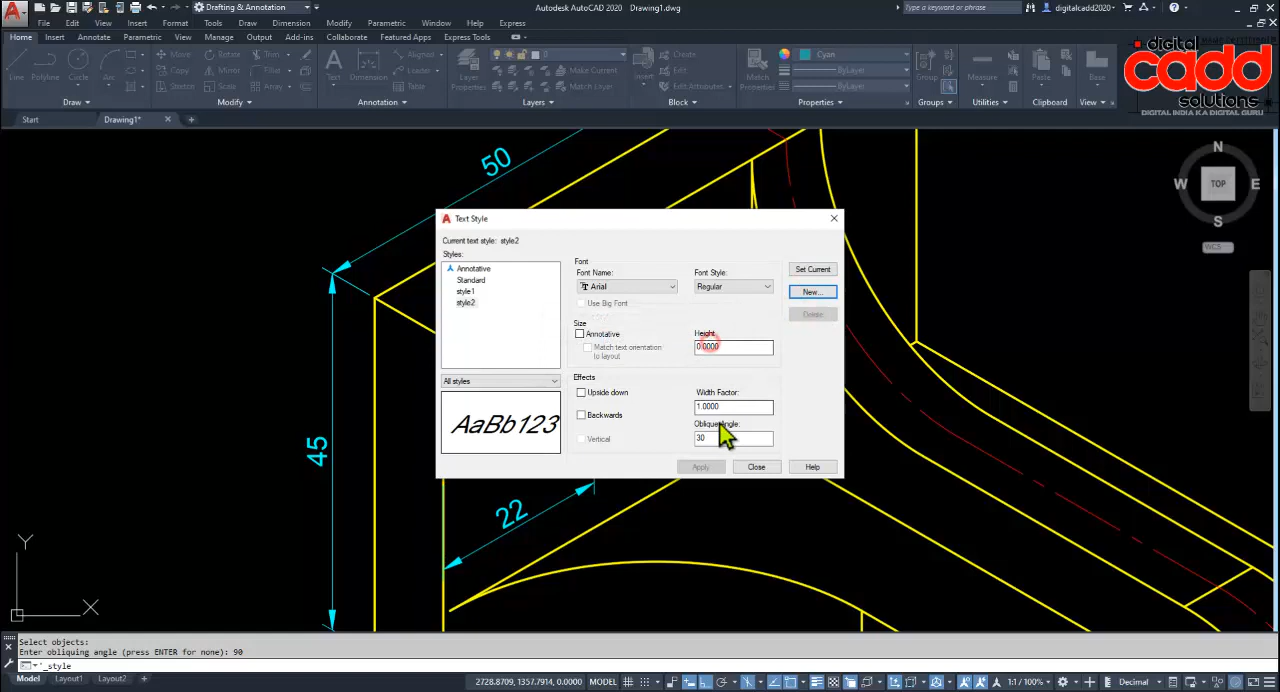 Drafting & Annotation
Autodesk AutoCAD 2020 Drawing1.dwg
Type a keyword or phrase
digitalcadd2020
File Edit View Insert Format Tools Draw Dimension Modify Parametric Window Help Express
Home Insert Annotate Parametric View Manage Output Add-ins Collaborate Featured Apps Express Tools
Line Polyline Circle Arc
Move Rotate Trim
Copy Mirror Fillet
Stretch Scale Array
Text Dimension
Aligned
Leader
Table
Layer Properties
0
Make Current
Match Layer
Insert
Create
Edit
Edit Attributes
Match Properties
Cyan
ByLayer
ByLayer
Group
Measure
Paste
Base
Draw Modify Annotation Layers Block Properties Groups Utilities Clipboard View
digital
cadd
solutions
DIGITAL INDIA KA DIGITAL GURU
Start Drawing1*
50
45
22
N
W TOP E
S
WCS
A Text Style
Current text style: style2
Styles:
Annotative
Standard
style1
style2
All styles
AaBb123
Font
Font Name:
Arial
Font Style:
Regular
Use Big Font
Size
Annotative
Match text orientation
to layout
Height
0.0000
Effects
Upside down
Backwards
Vertical
Width Factor:
1.0000
Oblique Angle:
30
Set Current
New...
Delete
Apply Close Help
Y
X
Select objects:
Enter obliquing angle (press ENTER for none): 90
'_style
Model Layout1 Layout2 +
2728.8709, 1357.7914, 0.0000 MODEL
1:1 / 100%
Decimal